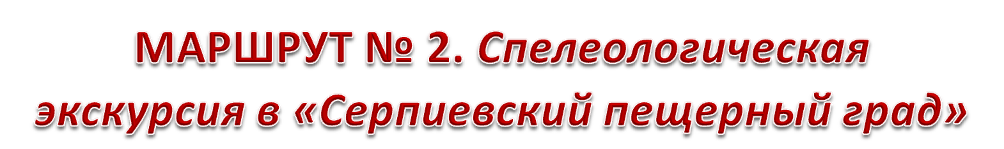 МАРШРУТ № 2. Спелеологическая
экскурсия в «Серпиевский пещерный град»